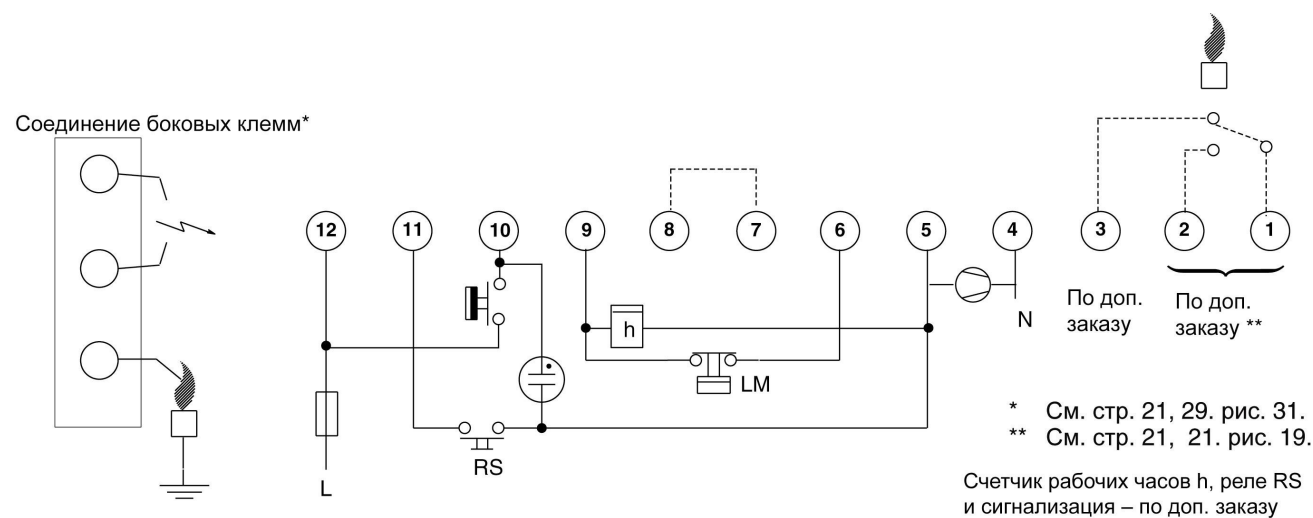 Соединение боковых клемм*
12
11
10
9
8
7
6
5
4
3
2
1
h
LM
RS
L
N
По доп.
заказу
По доп.
заказу **
* См. стр. 21, 29. рис. 31.
** См. стр. 21, 21. рис. 19.
Счетчик рабочих часов h, реле RS
и сигнализация – по доп. заказу